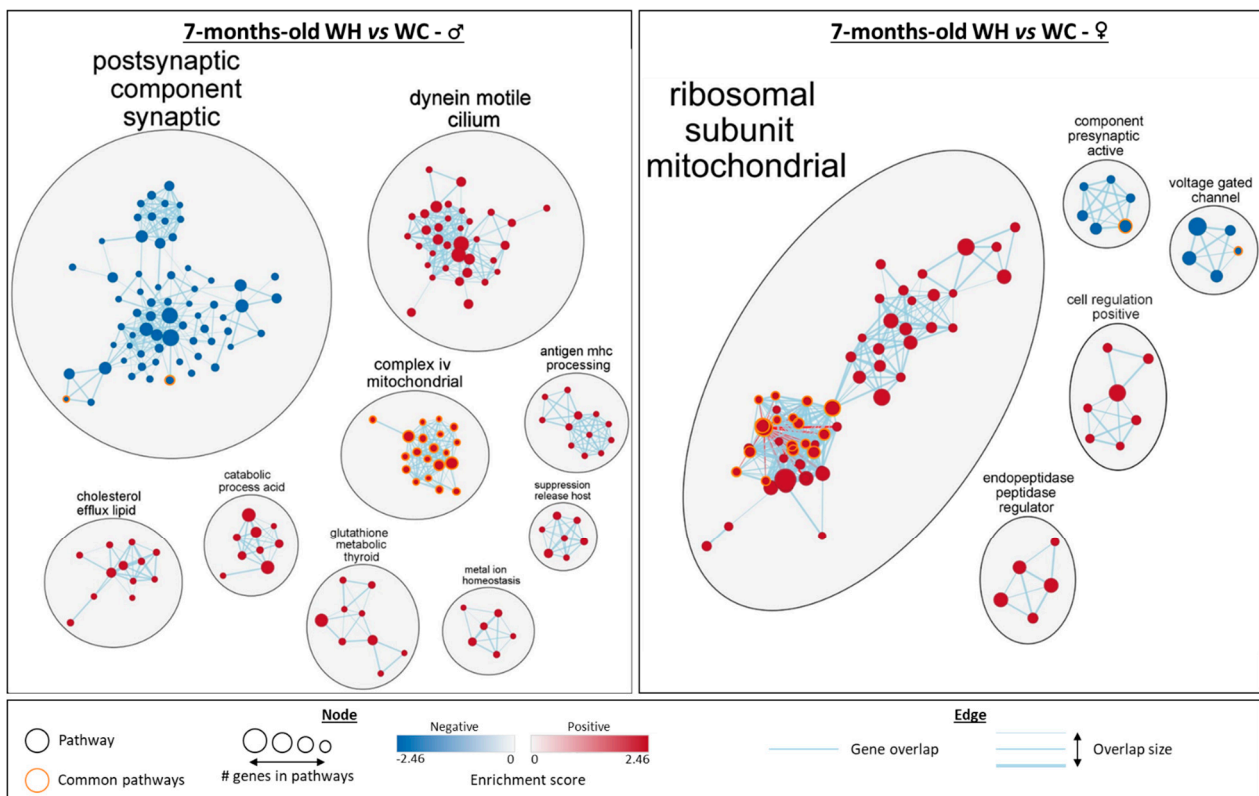 7-months-old WH vs WC - ♂
postsynaptic
component
synaptic
dynein motile
cilium
complex iv
mitochondrial
antigen mhc
processing
suppression
release host
catabolic
process acid
cholesterol
efflux lipid
glutathione
metabolic
thyroid
metal ion
homeostasis
7-months-old WH vs WC - ♀
ribosomal
subunit
mitochondrial
component
presynaptic
active
voltage gated
channel
cell regulation
positive
endopeptidase
peptidase
regulator
Node
Pathway
Common pathways
# genes in pathways
Negative
Positive
-2.46
0
0
2.46
Enrichment score
Edge
Gene overlap
Overlap size